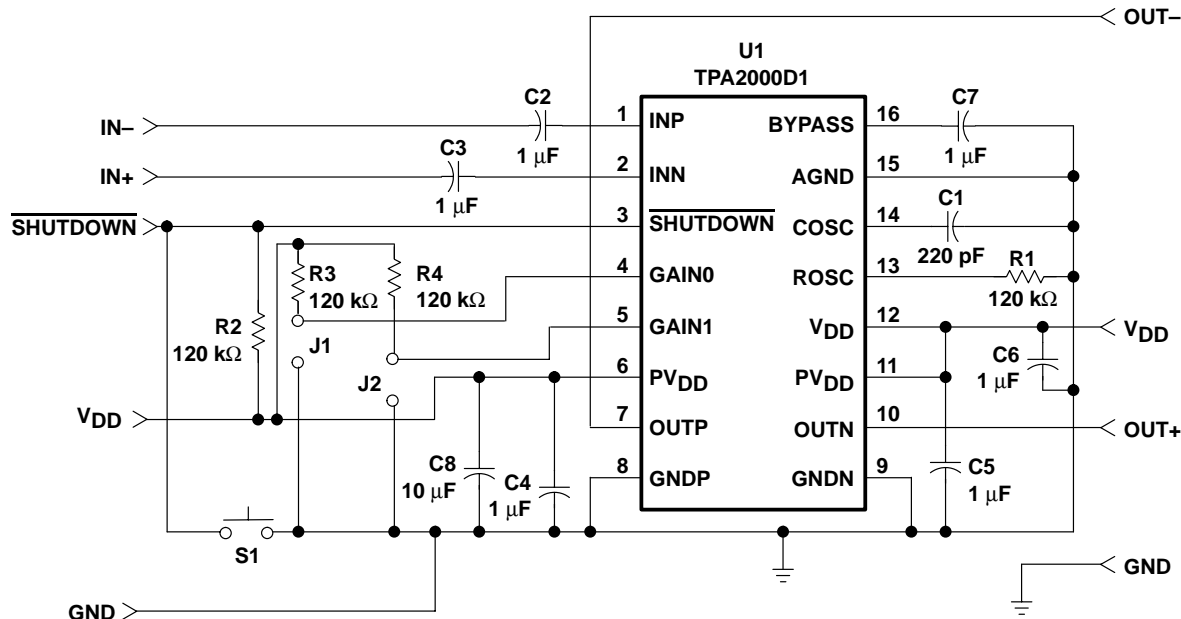 OUT–
U1
TPA2000D1
C2
C7
IN–
1
INP
BYPASS
16
1 μF
C3
1 μF
IN+
2
INN
AGND
15
1 μF
C1
SHUTDOWN
3
SHUTDOWN
COSC
14
220 pF
R3
R4
4
GAIN0
ROSC
13
R1
120 kΩ
120 kΩ
120 kΩ
R2
120 kΩ
J1
5
GAIN1
VDD
12
VDD
C6
1 μF
J2
6
PVDD
PVDD
11
VDD
7
OUTP
OUTN
10
OUT+
C8
10 μF
C4
1 μF
8
GNDP
GNDN
9
C5
1 μF
S1
GND
GND